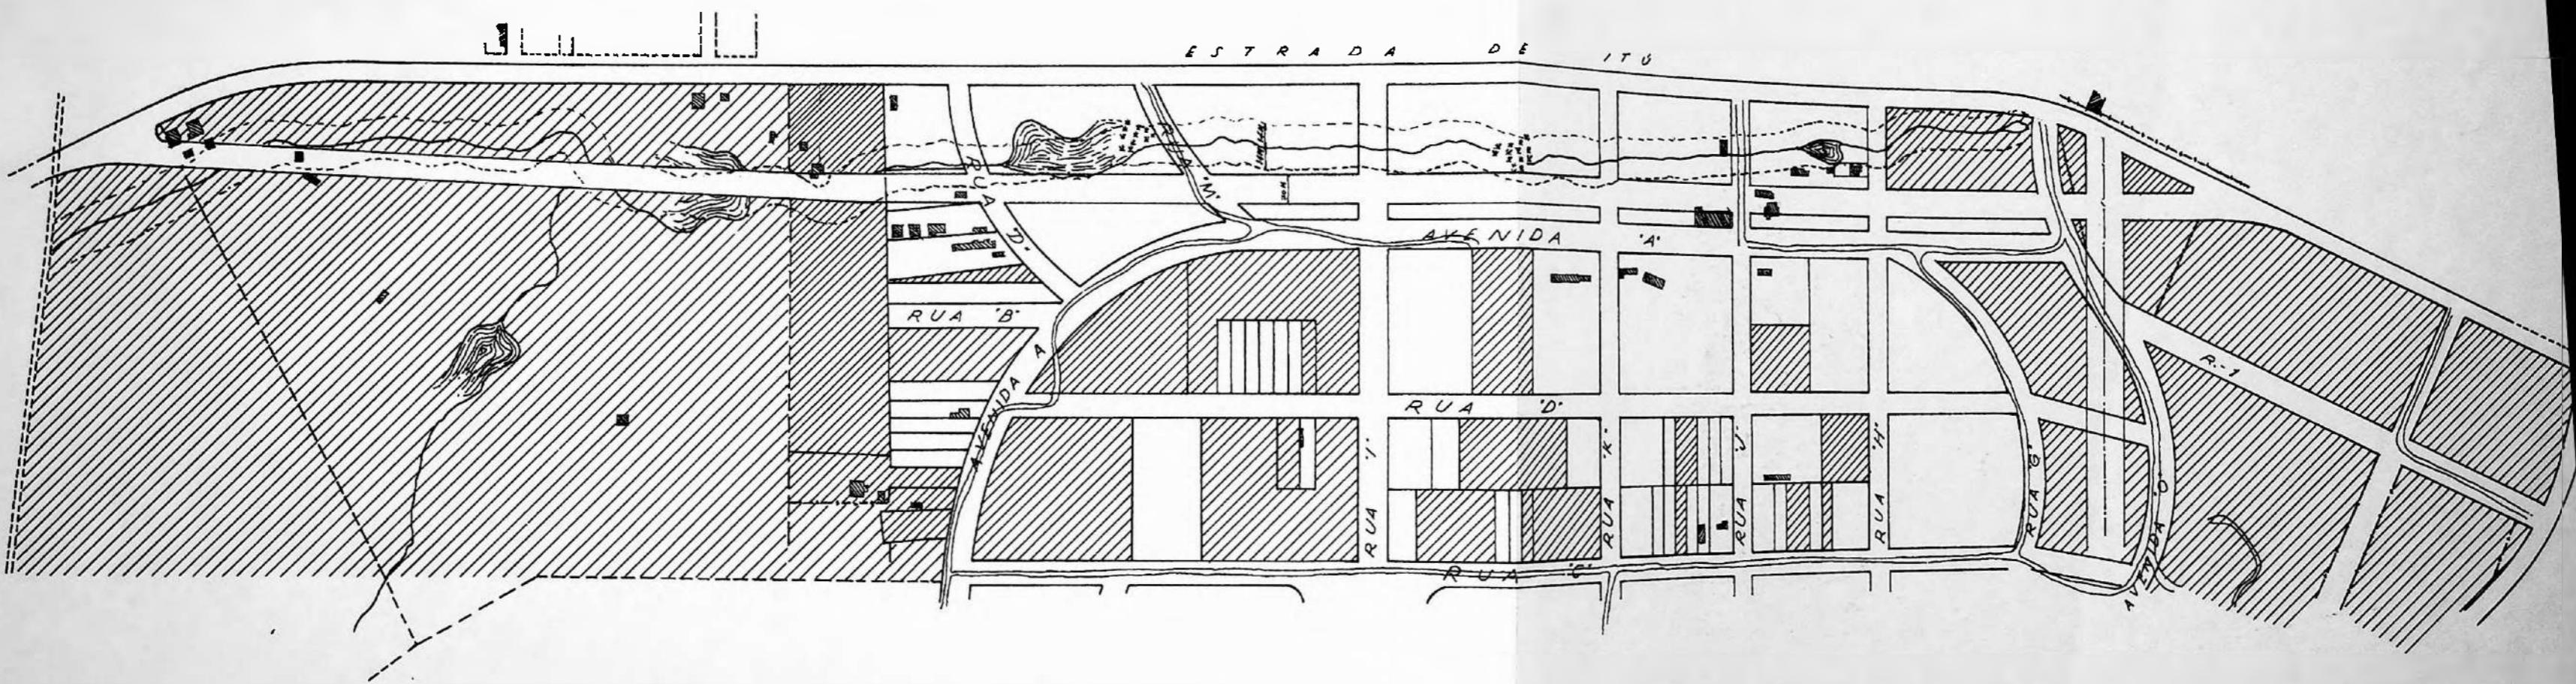 ESTRADA DE ITÚ
RUA "M"
RUA "D"
AVENIDA "A"
RUA "B"
AVENIDA A
R.-1
RUA "D"
RUA "I"
RUA "K"
RUA "J"
RUA "H"
RUA "G"
AVENIDA "O"
RUA "C"